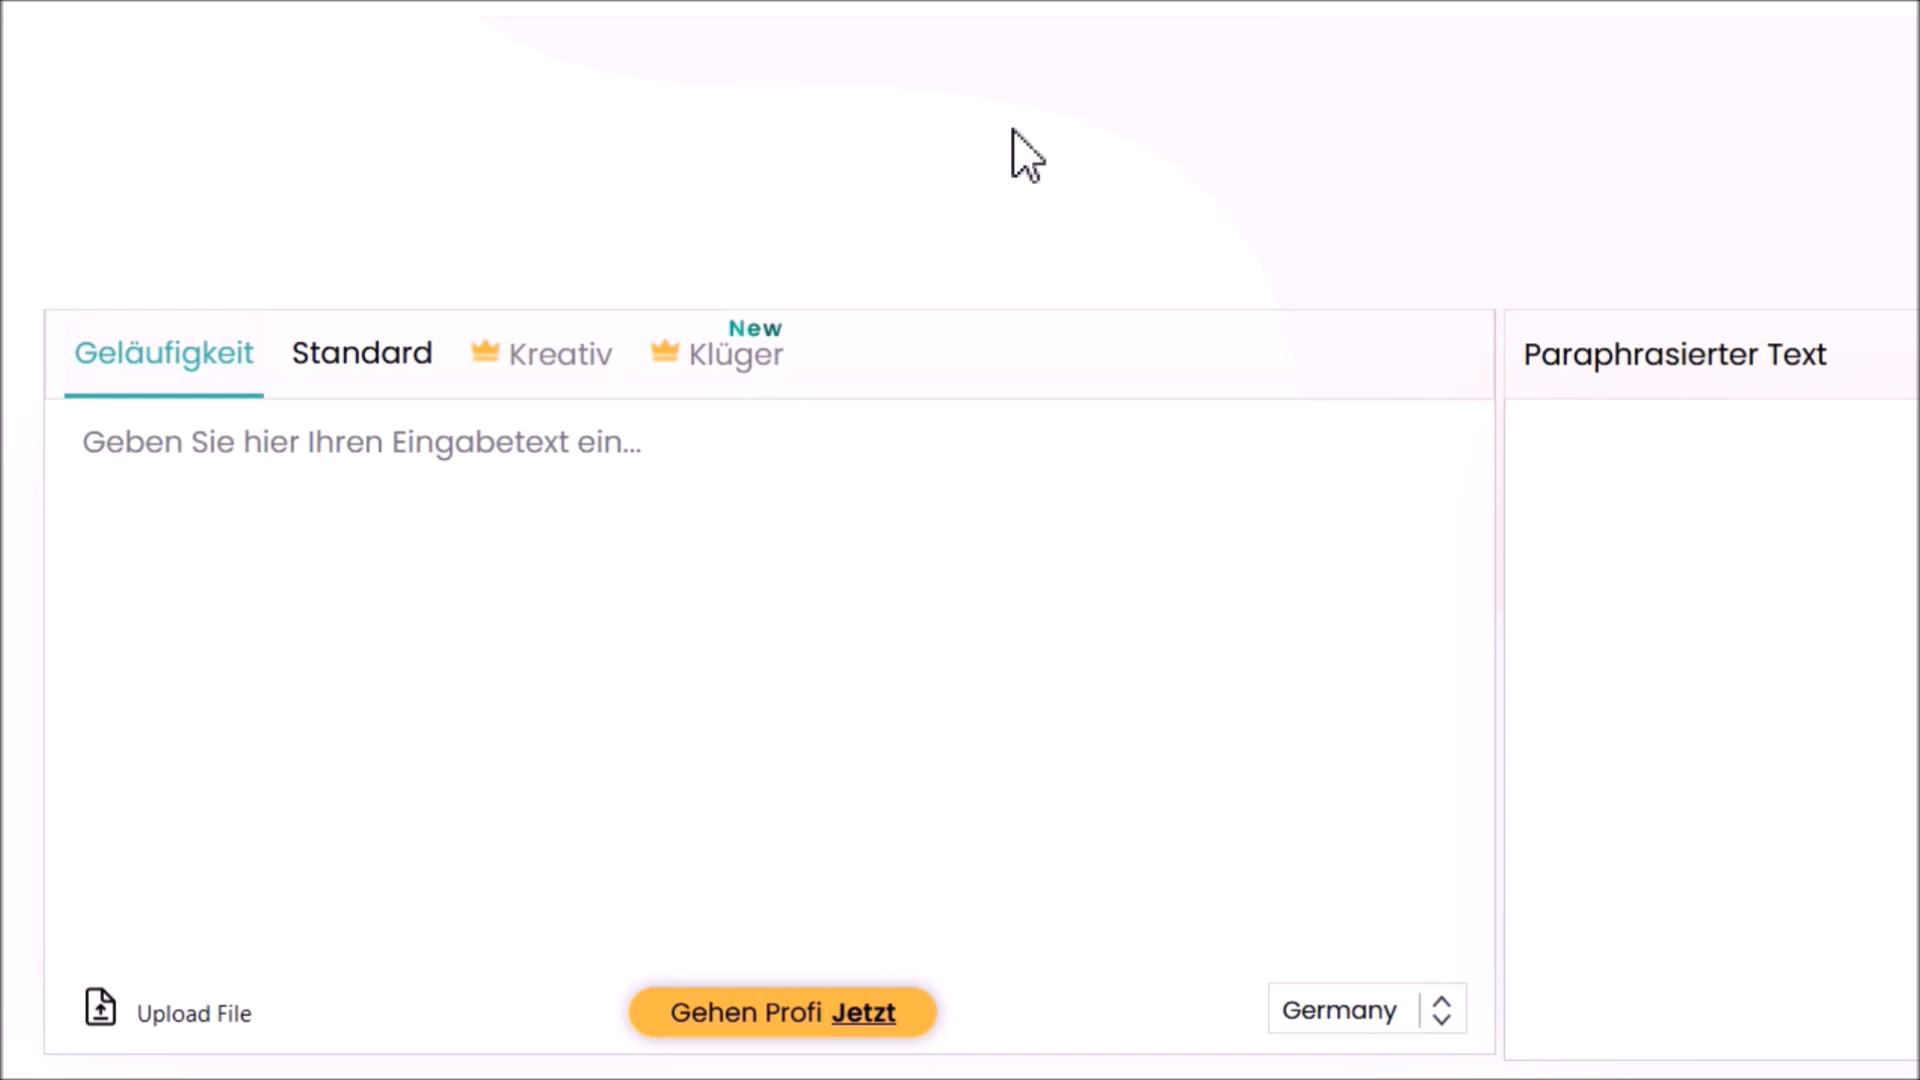 New
Geläufigkeit Standard Kreativ Klüger
Paraphrasierter Text
Geben Sie hier Ihren Eingabetext ein...
Upload File
Gehen Profi Jetzt
Germany